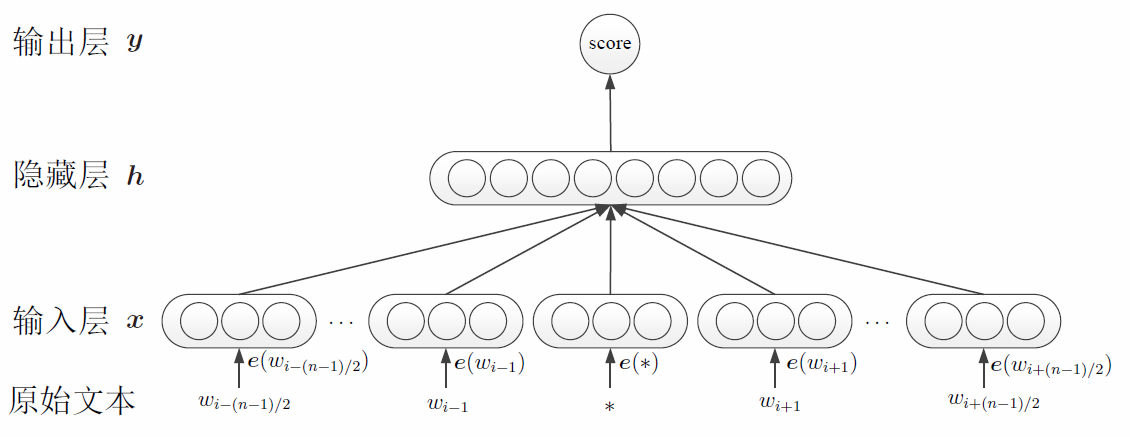 输出层 y score
隐藏层 h
输入层 x ··· ···
e(w_{i−(n−1)/2}) e(w_{i−1}) e(*) e(w_{i+1}) e(w_{i+(n−1)/2})
原始文本 w_{i−(n−1)/2} w_{i−1} * w_{i+1} w_{i+(n−1)/2}